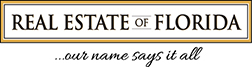 REAL ESTATE OF FLORIDA
...our name says it all